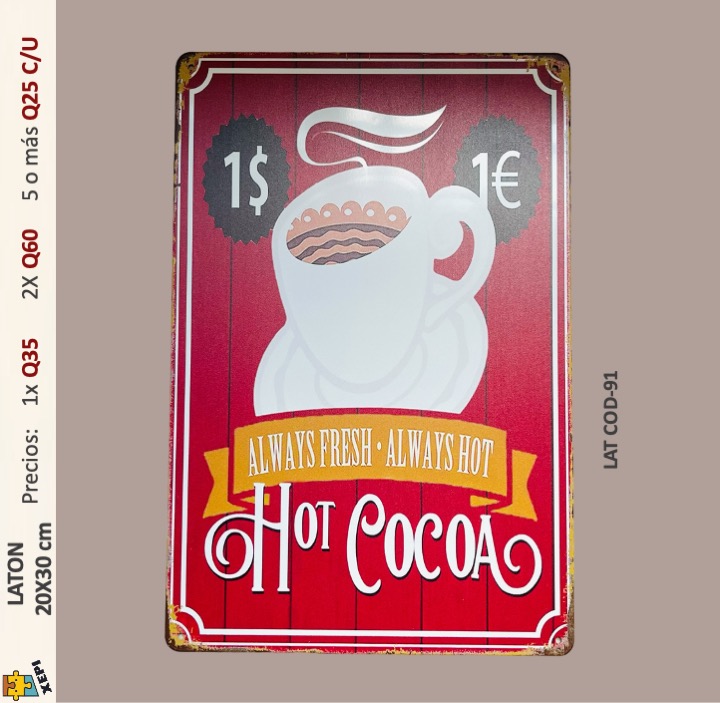 LATON
20X30 cm
Precios: 1x Q35 2X Q60 5 o más Q25 C/U
XEPI
1$
1€
ALWAYS FRESH • ALWAYS HOT
HOT COCOA
LAT COD-91